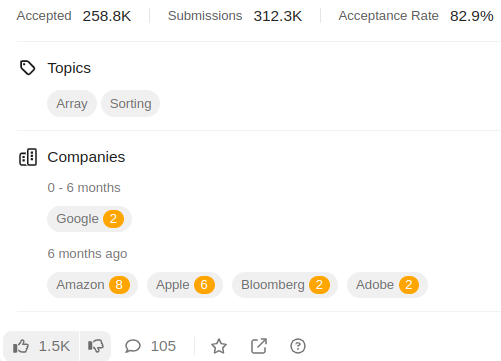 Accepted 258.8K Submissions 312.3K Acceptance Rate 82.9%
Topics
Array Sorting
Companies
0 - 6 months
Google 2
6 months ago
Amazon 8 Apple 6 Bloomberg 2 Adobe 2
1.5K 105